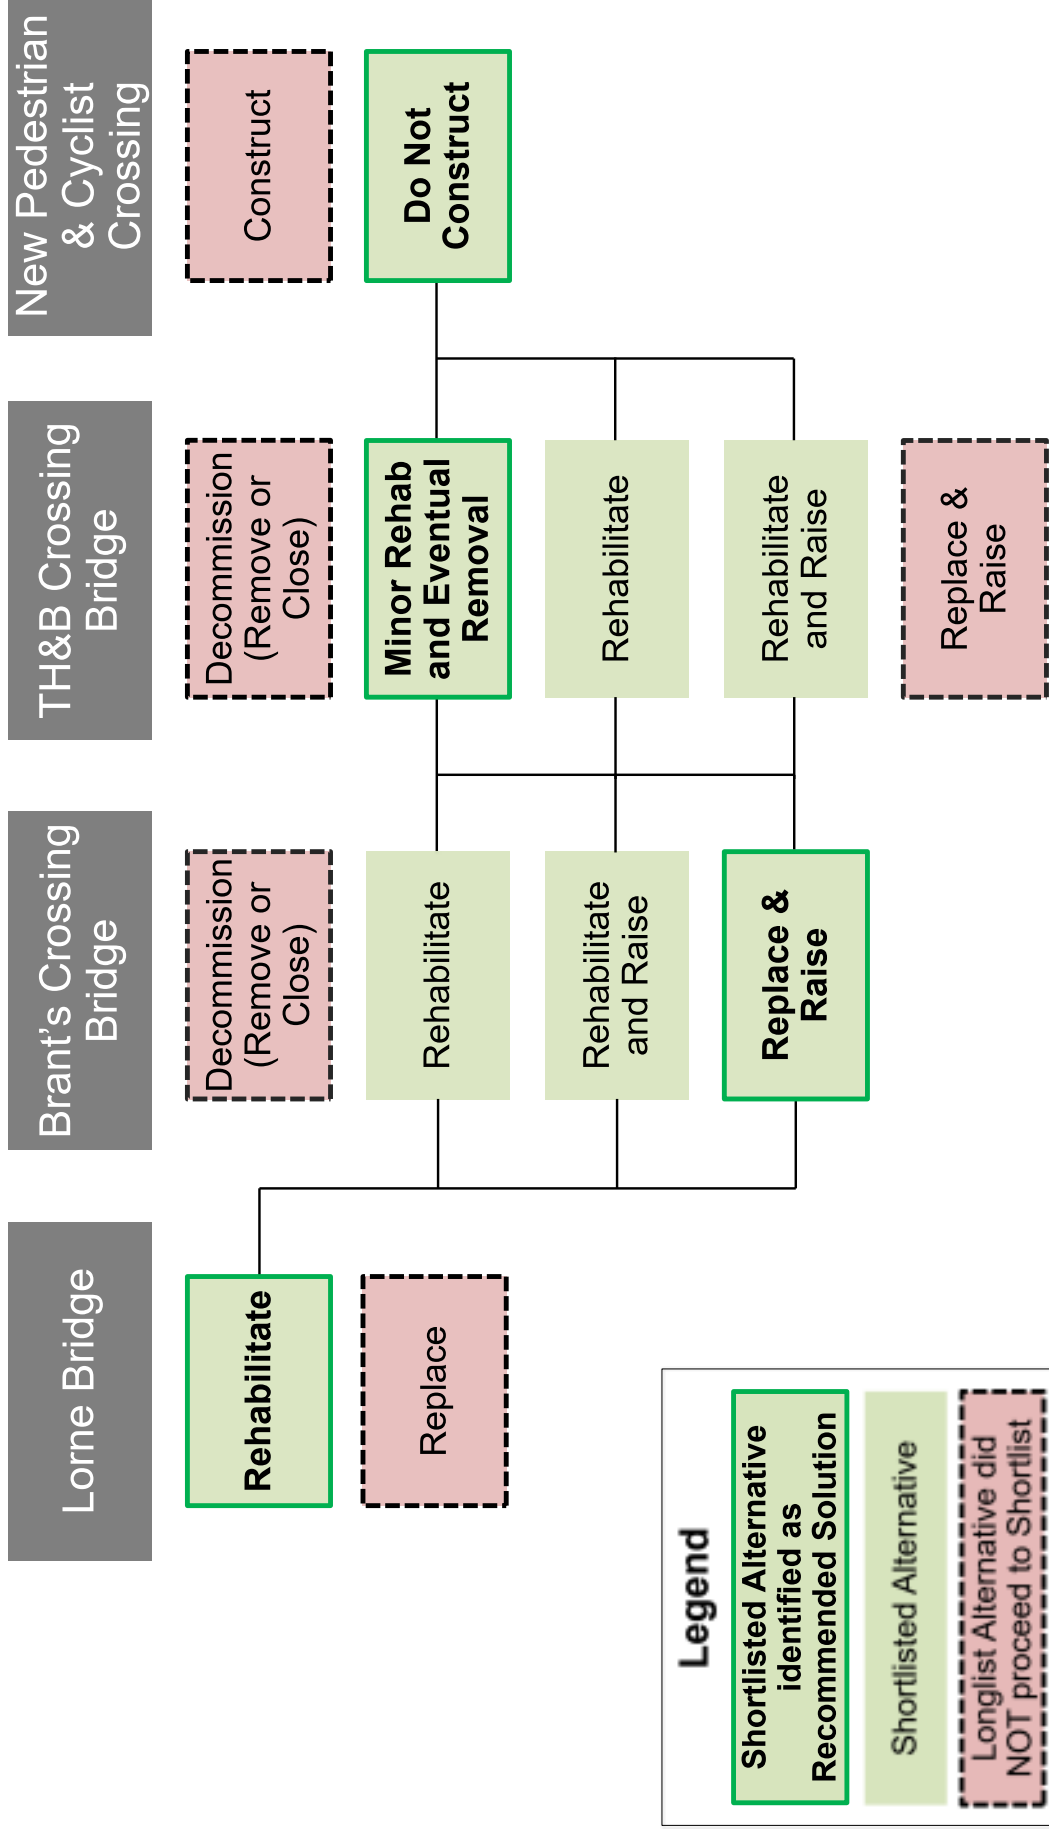 Lorne Bridge
Rehabilitate
Replace
Brant's Crossing
Bridge
Decommission
(Remove or
Close)
Rehabilitate
Rehabilitate
and Raise
Replace &
Raise
TH&B Crossing
Bridge
Decommission
(Remove or
Close)
Minor Rehab
and Eventual
Removal
Rehabilitate
Rehabilitate
and Raise
Replace &
Raise
New Pedestrian
& Cyclist
Crossing
Construct
Do Not
Construct
Legend
Shortlisted Alternative
identified as
Recommended Solution
Shortlisted Alternative
Longlist Alternative did
NOT proceed to Shortlist